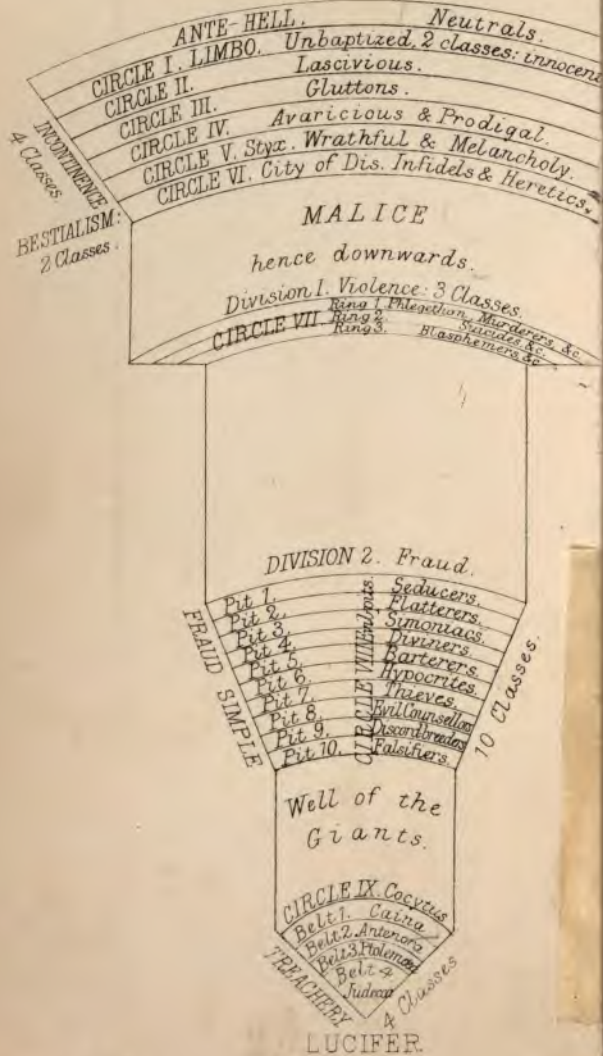 ANTE-HELL. Neutrals.
CIRCLE I. LIMBO. Unbaptized, 2 classes: innocent
CIRCLE II. Lascivious.
CIRCLE III. Gluttons.
CIRCLE IV. Avaricious & Prodigal.
CIRCLE V. Styx. Wrathful & Melancholy.
CIRCLE VI. City of Dis. Infidels & Heretics.
INCONTINENCE
4 Classes.
BESTIALISM:
2 Classes.
MALICE
hence downwards.
Division I. Violence: 3 Classes.
CIRCLE VII.
Ring 1. Phlegethon, Murderers, &c.
Ring 2. Suicides, &c.
Ring 3. Blasphemers, &c.
DIVISION 2. Fraud.
FRAUD SIMPLE
CIRCLE VIII
Pit 1. Seducers.
Pit 2. Flatterers.
Pit 3. Simoniacs.
Pit 4. Diviners.
Pit 5. Barterers.
Pit 6. Hypocrites.
Pit 7. Thieves.
Pit 8. Evil Counsellors
Pit 9. Discordbreeders
Pit 10. Falsifiers.
10 Classes.
Well of the
Giants.
CIRCLE IX. Cocytus
Belt 1. Caina
Belt 2. Antenora
Belt 3. Ptolemæa
Belt 4
Judecca
TREACHERY
4 Classes
LUCIFER